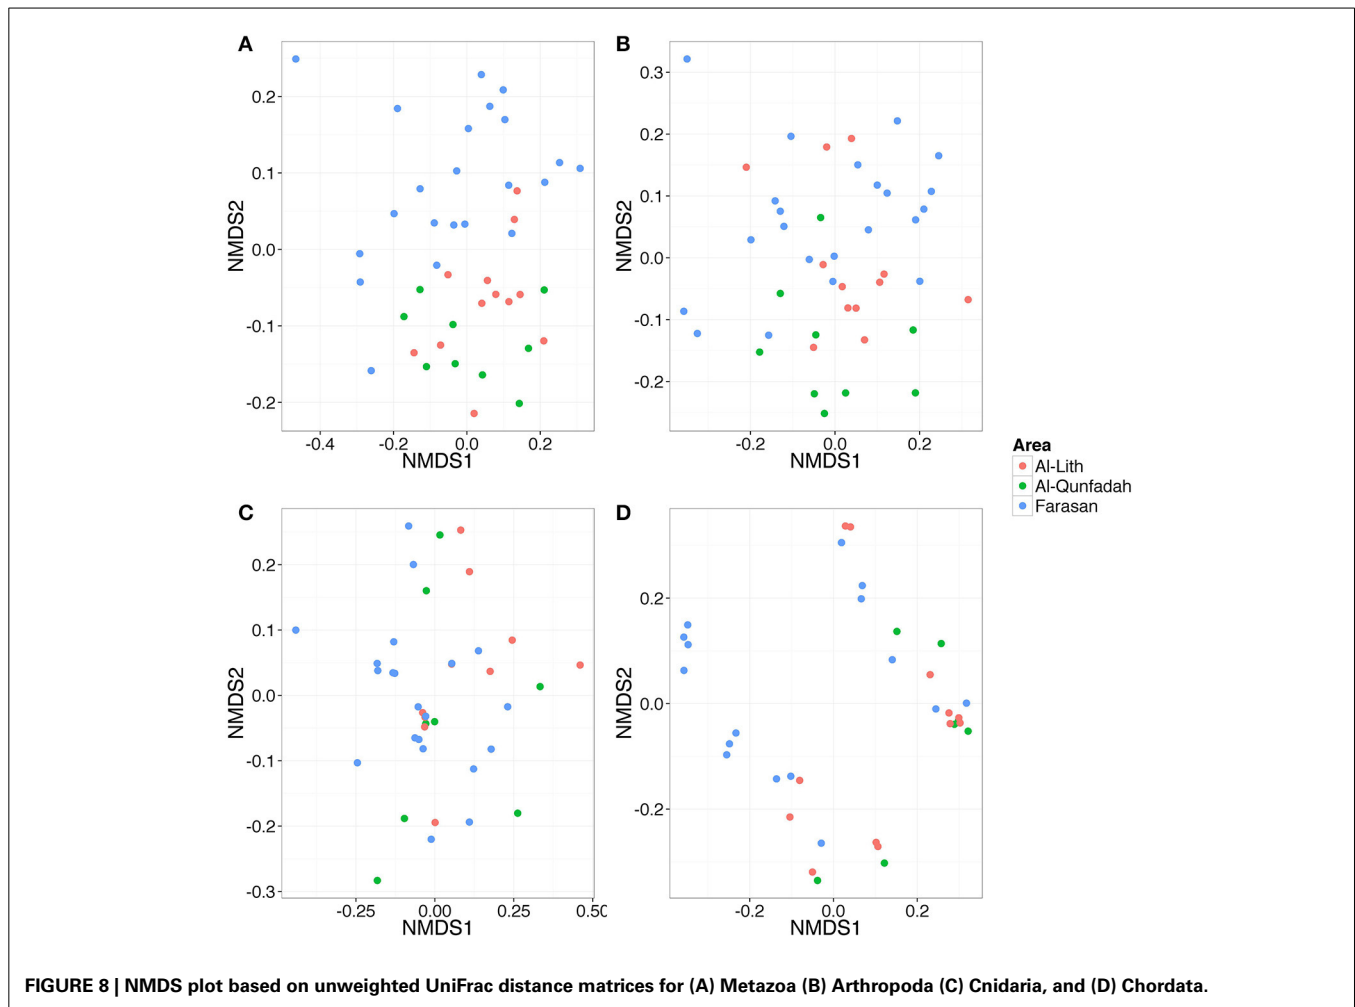 A
0.2
0.1
0.0
-0.1
-0.2
NMDS2
-0.4 -0.2 0.0 0.2
NMDS1
B
0.3
0.2
0.1
0.0
-0.1
-0.2
NMDS2
-0.2 0.0 0.2
NMDS1
Area
Al-Lith
Al-Qunfadah
Farasan
C
0.2
0.1
0.0
-0.1
-0.2
-0.3
NMDS2
-0.25 0.00 0.25 0.50
NMDS1
D
0.2
0.0
-0.2
NMDS2
-0.2 0.0 0.2
NMDS1
FIGURE 8 | NMDS plot based on unweighted UniFrac distance matrices for (A) Metazoa (B) Arthropoda (C) Cnidaria, and (D) Chordata.